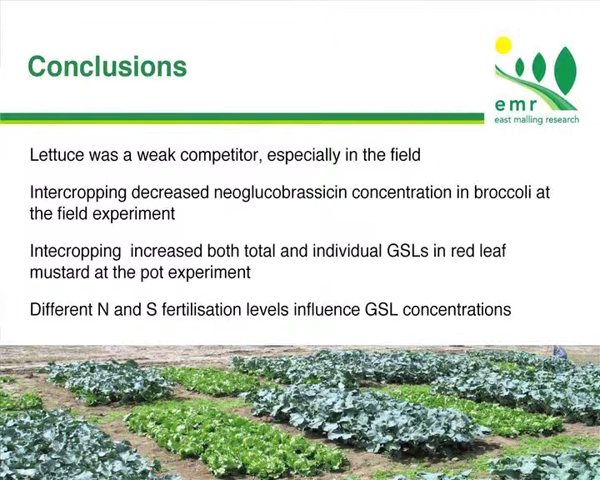 Conclusions
emr
east malling research
Lettuce was a weak competitor, especially in the field
Intercropping decreased neoglucobrassicin concentration in broccoli at
the field experiment
Intecropping increased both total and individual GSLs in red leaf
mustard at the pot experiment
Different N and S fertilisation levels influence GSL concentrations